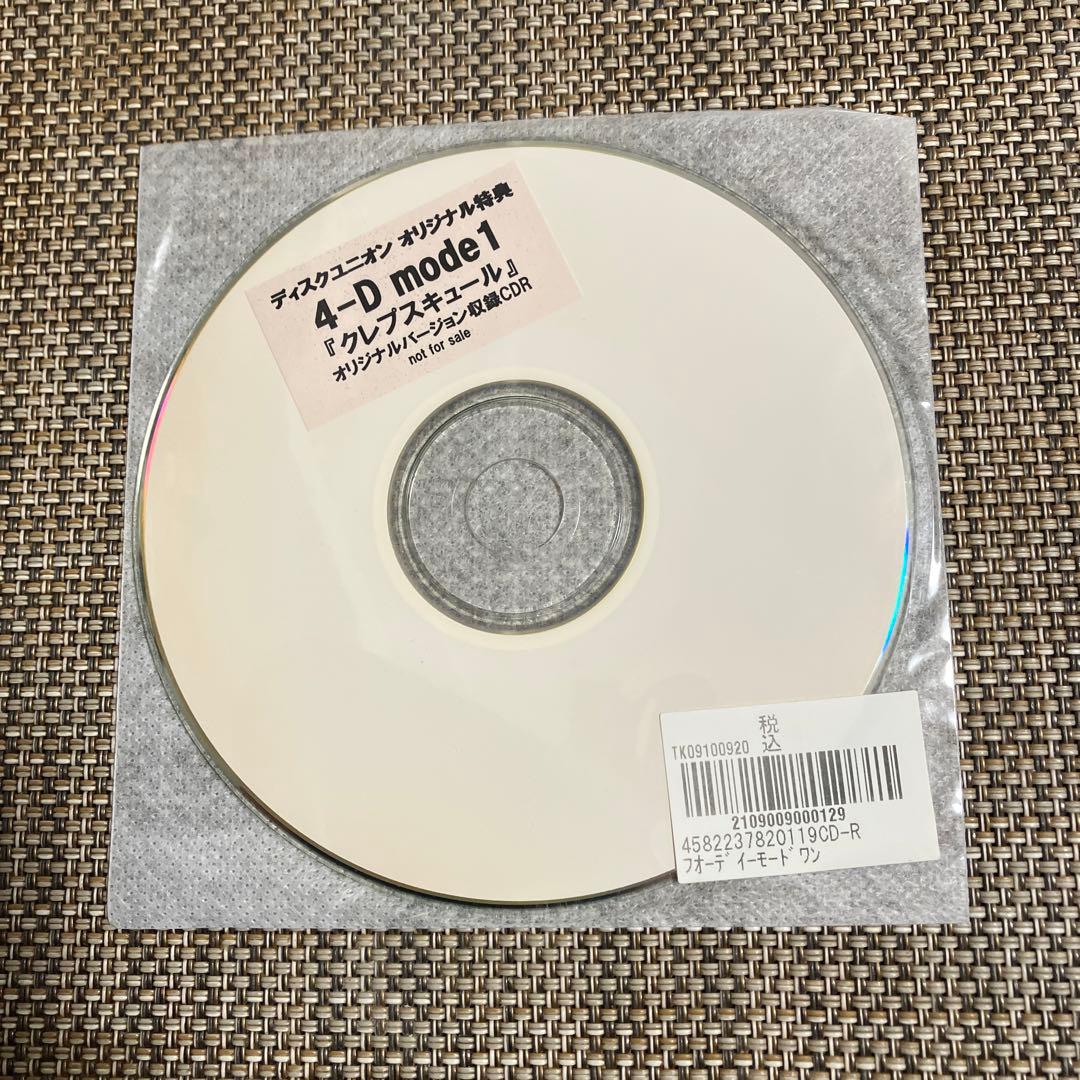 ディスクユニオン オリジナル特典
4-D mode1
『クレプスキュール』
オリジナルバージョン収録CDR
not for sale
税込
TK09100920
2109009000129
4582237820119CD-R
フオーディーモードワン